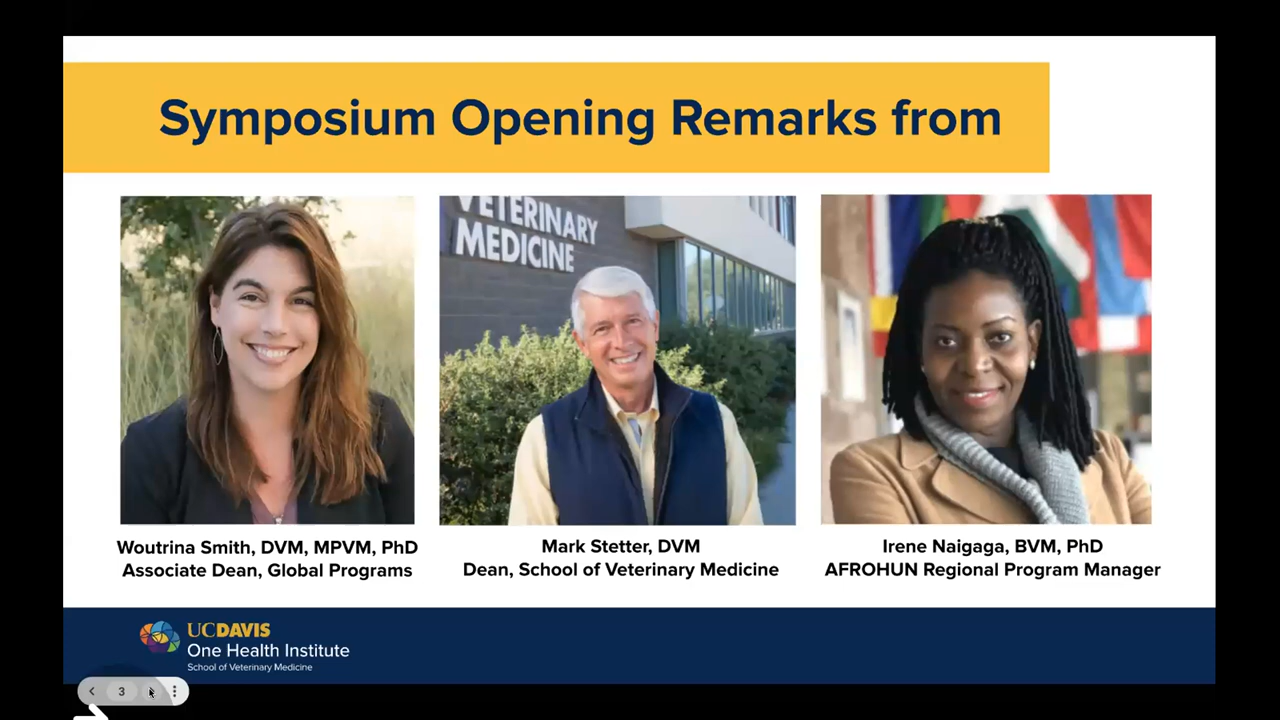 Symposium Opening Remarks from
VETERINARY
MEDICINE
Woutrina Smith, DVM, MPVM, PhD
Associate Dean, Global Programs
Mark Stetter, DVM
Dean, School of Veterinary Medicine
Irene Naigaga, BVM, PhD
AFROHUN Regional Program Manager
UCDAVIS
One Health Institute
School of Veterinary Medicine
3